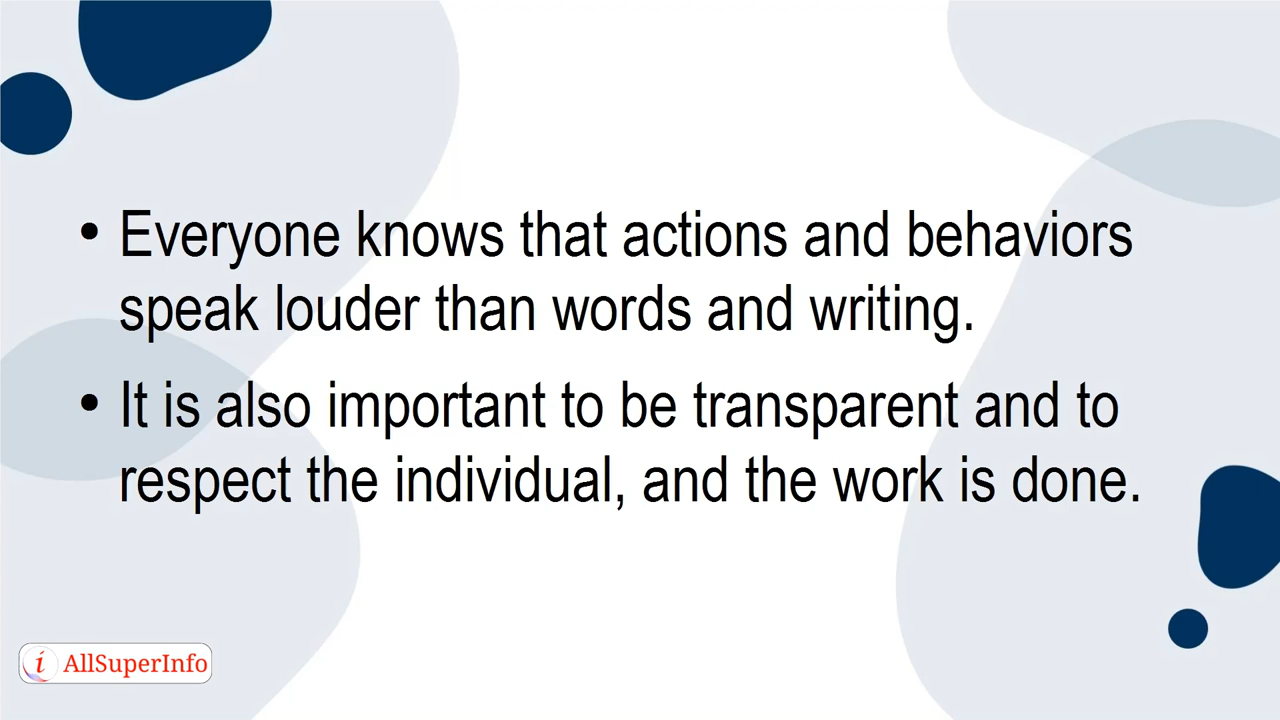 • Everyone knows that actions and behaviors
speak louder than words and writing.
• It is also important to be transparent and to
respect the individual, and the work is done.
i AllSuperInfo